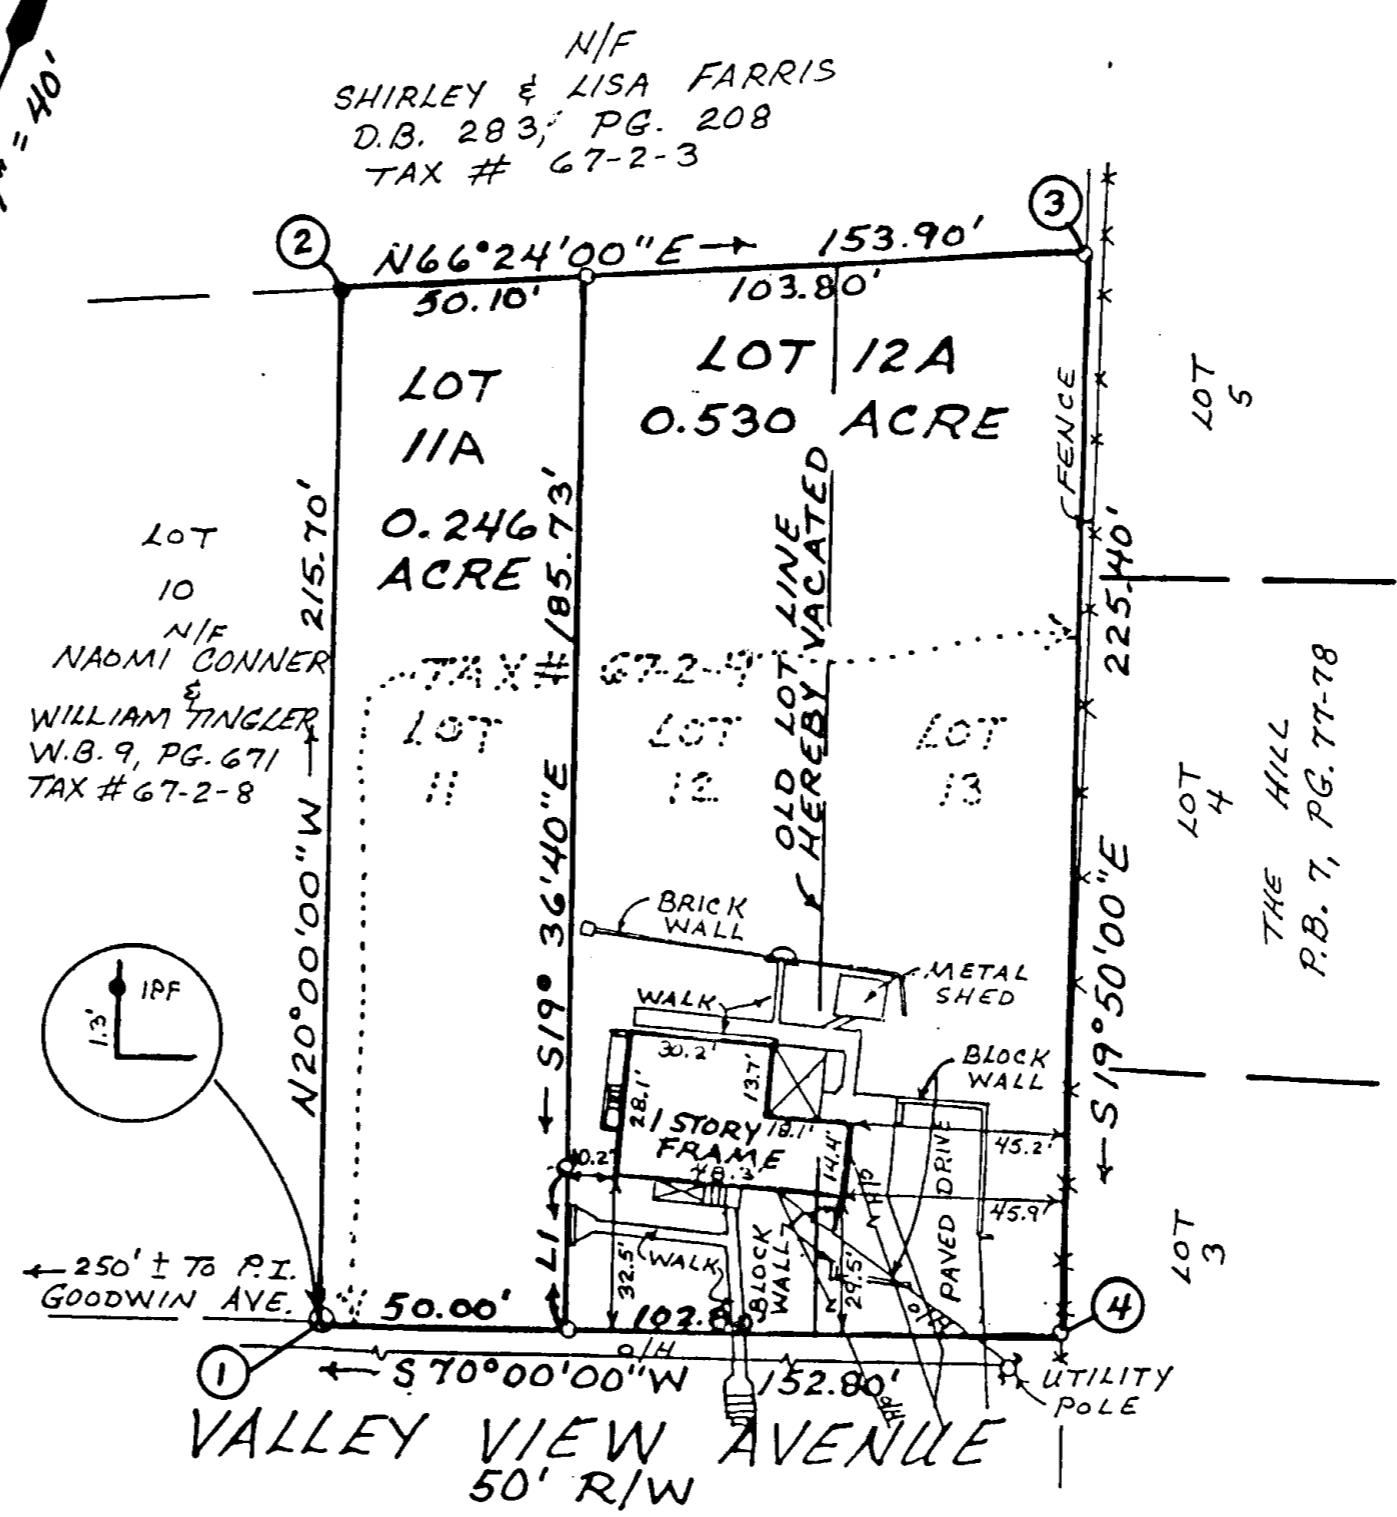 1" = 40'
N/F
SHIRLEY & LISA FARRIS
D.B. 283, PG. 208
TAX # 67-2-3
2
3
N66°24'00"E → 153.90'
50.10'
103.80'
LOT
11A
0.246
ACRE
LOT 12A
0.530 ACRE
FENCE
LOT
5
215.70'
N20°00'00"W →
185.73'
← S19° 36'40"E
OLD LOT LINE
HEREBY VACATED
225.40'
← S19°50'00"E
LOT
10
N/F
NAOMI CONNER
&
WILLIAM TINGLER
W.B. 9, PG. 671
TAX # 67-2-8
TAX # 67-2-9
LOT
11
LOT
12
LOT
13
LOT
4
THE HILL
P.B. 7, PG. 77-78
BRICK
WALL
METAL
SHED
WALK
BLOCK
WALL
IPF
1.3'
30.2'
13.7'
28.1'
1 STORY
FRAME
18.1'
14.4'
48.3'
10.2'
45.2'
45.9'
PAVED DRIVE
LOT
3
L1
32.5'
WALK
BLOCK
WALL
29.5'
← 250' ± TO P.I.
GOODWIN AVE.
50.00'
102.8
4
1
O/H
← S 70°00'00"W 152.80'
UTILITY
POLE
VALLEY VIEW AVENUE
50' R/W